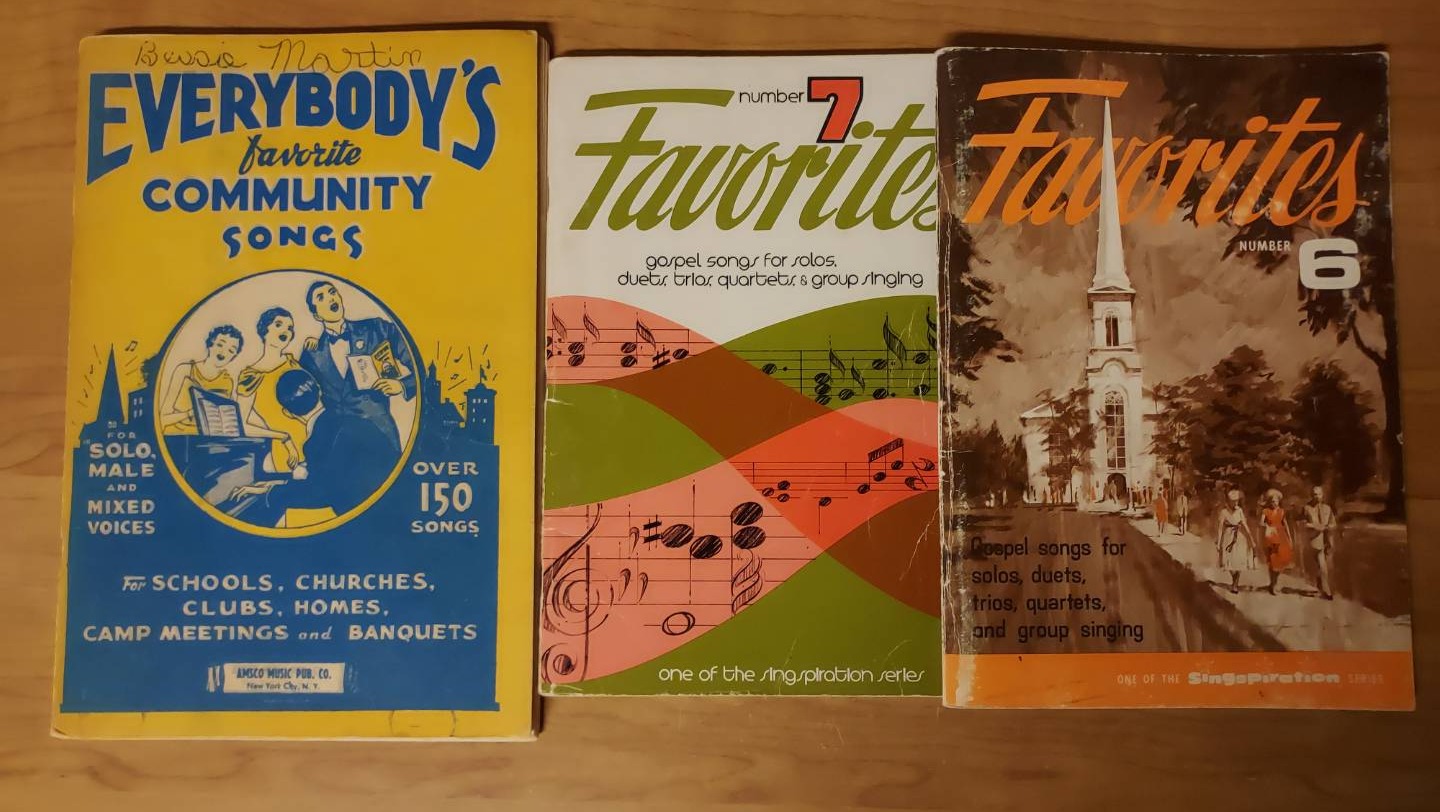 Bessie Martin
EVERYBODY'S
favorite
COMMUNITY
SONGS
FOR
SOLO,
MALE
AND
MIXED
VOICES
OVER
150
SONGS
For SCHOOLS, CHURCHES,
CLUBS, HOMES,
CAMP MEETINGS and BANQUETS
AMSCO MUSIC PUB. CO.
New York City, N. Y.
number 7
Favorites
gospel songs for solos,
duets, trios, quartets, & group singing
one of the singspiration series
Favorites
NUMBER 6
Gospel songs for
solos, duets,
trios, quartets,
and group singing
ONE OF THE Singspiration SERIES